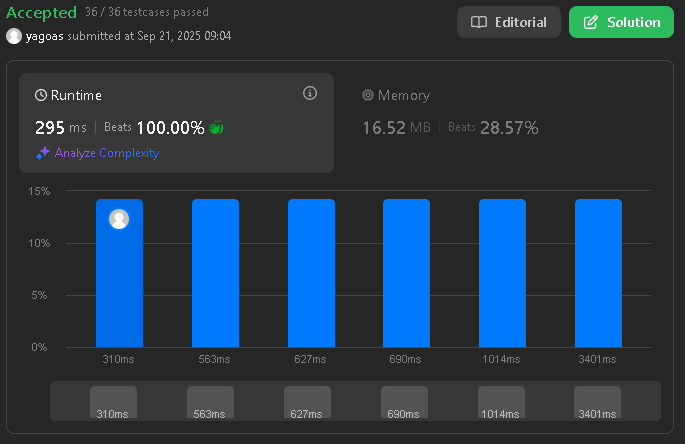 Accepted 36 / 36 testcases passed
Editorial
Solution
yagoas submitted at Sep 21, 2025 09:04
Runtime
295 ms | Beats 100.00%
Analyze Complexity
Memory
16.52 MB | Beats 28.57%
15%
10%
5%
0%
310ms 563ms 627ms 690ms 1014ms 3401ms
310ms 563ms 627ms 690ms 1014ms 3401ms